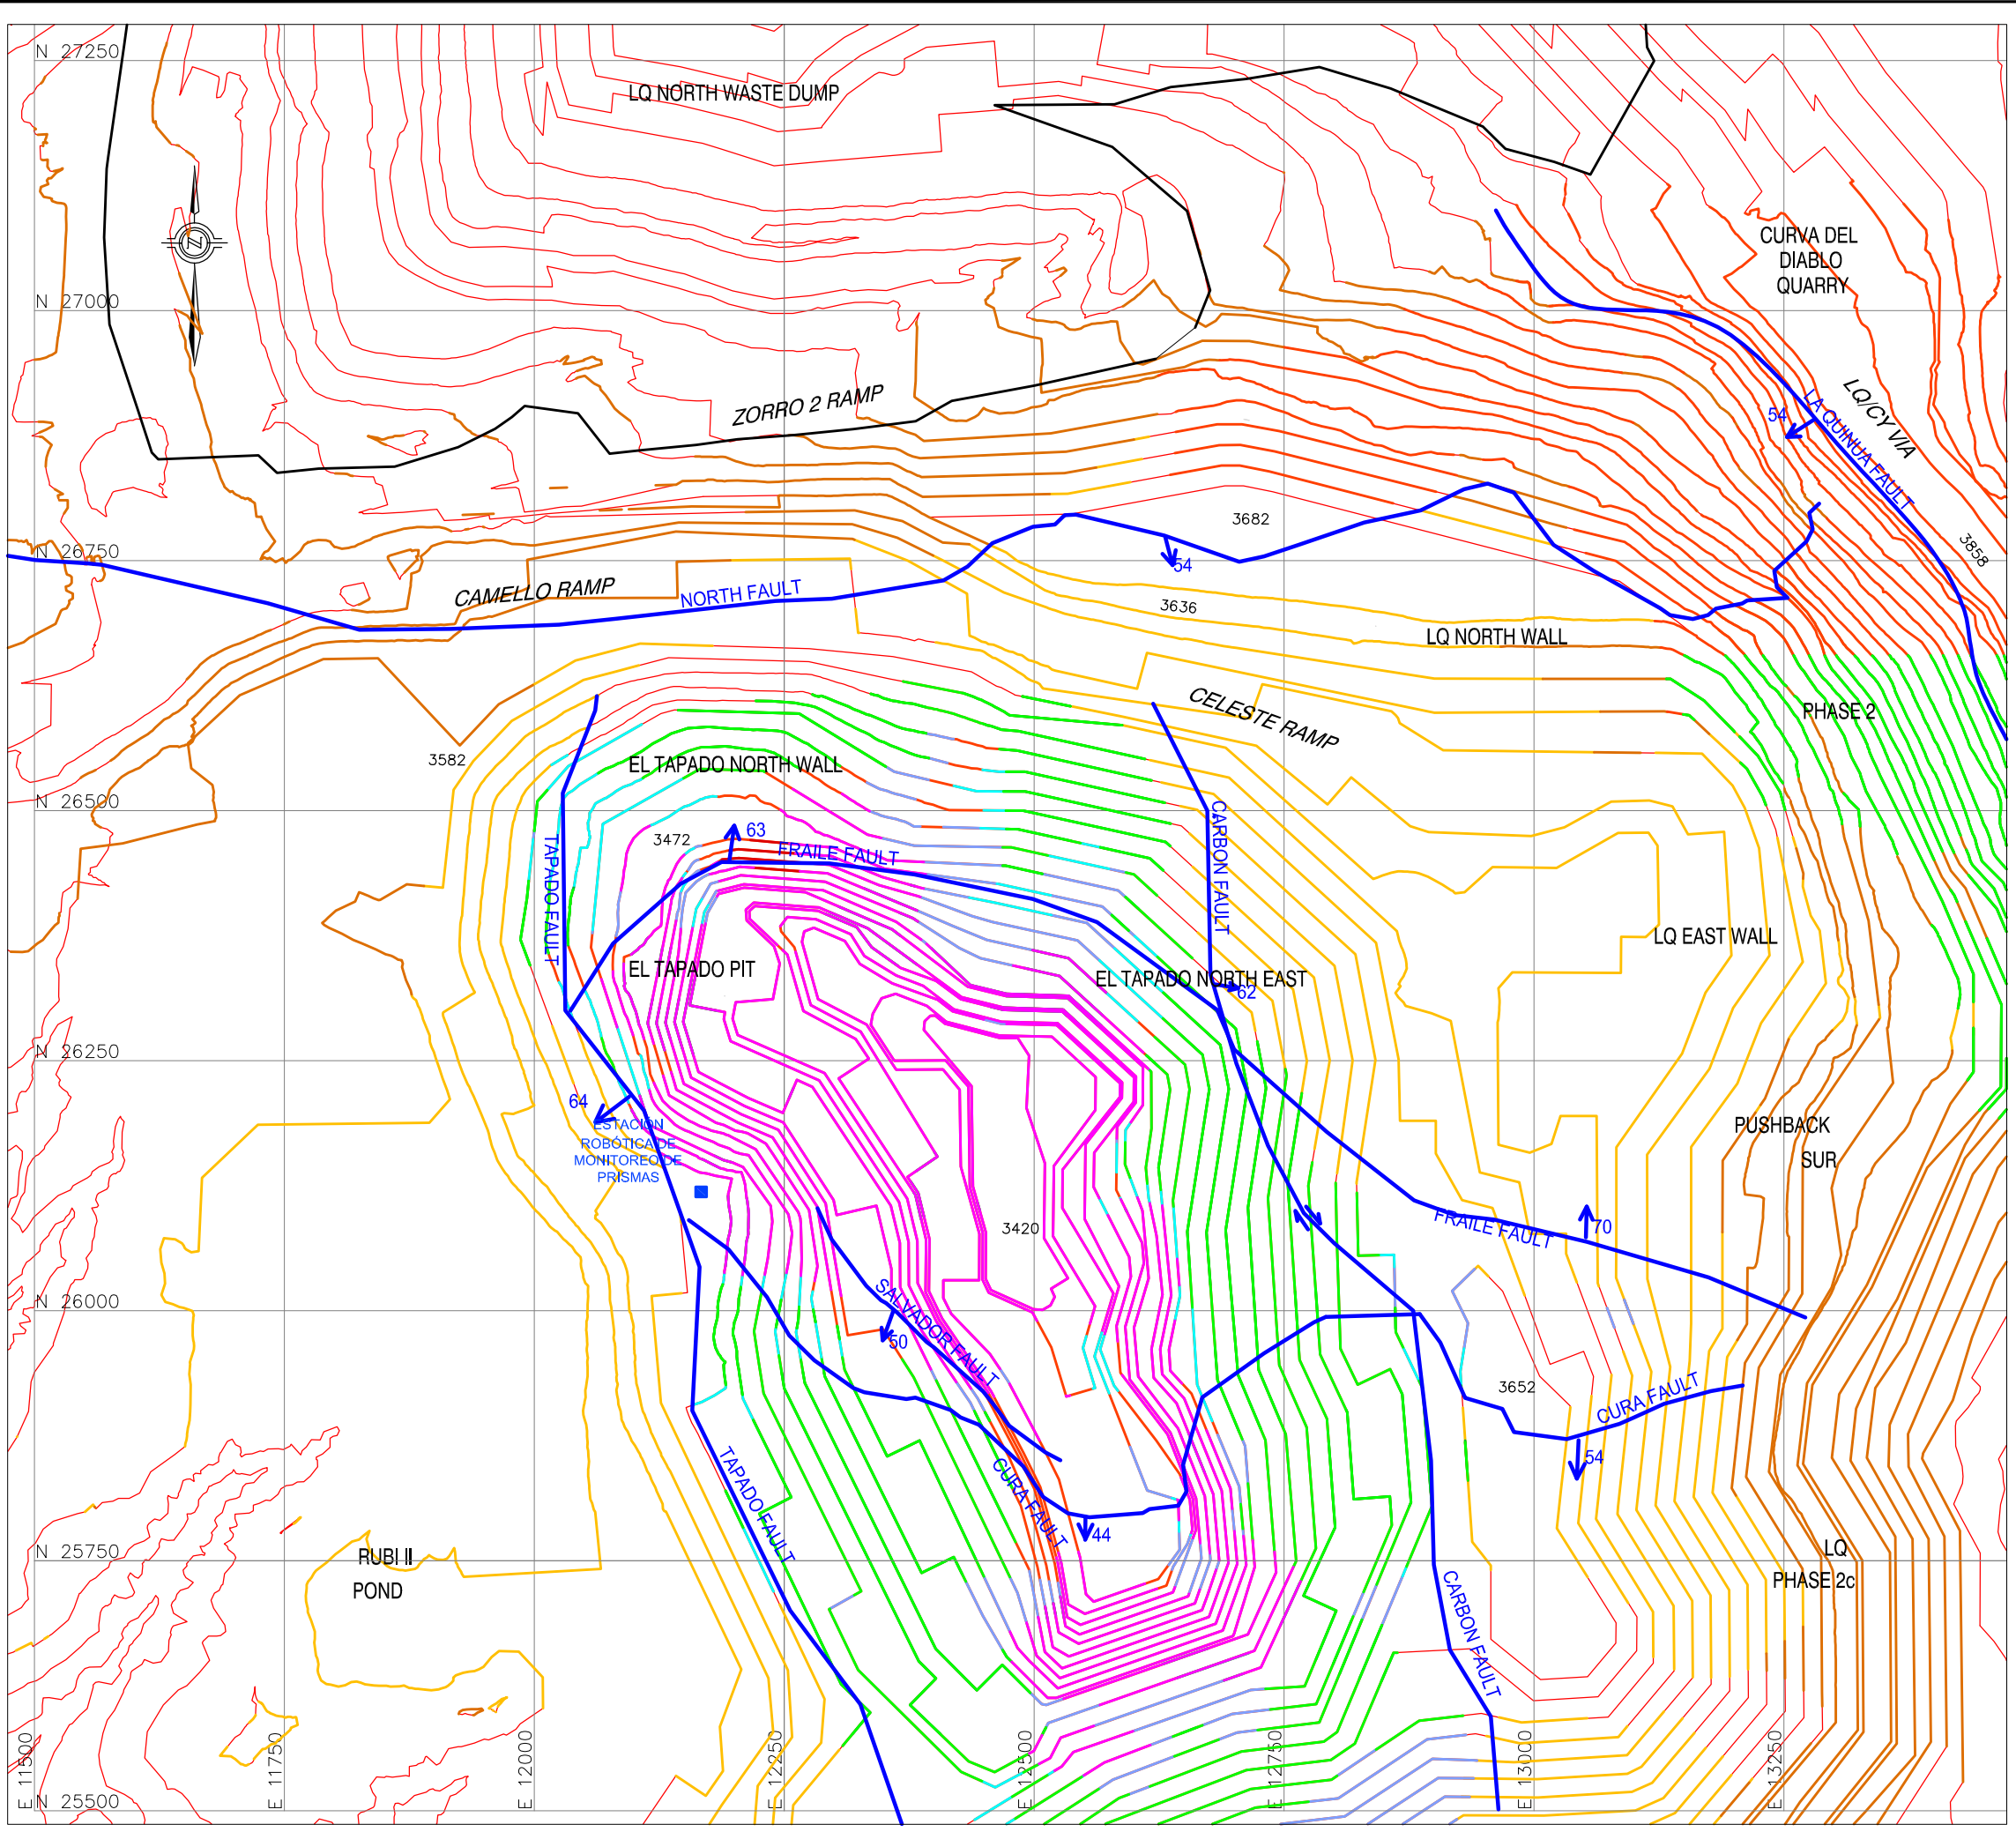 N 27250
LQ NORTH WASTE DUMP
CURVA DEL
DIABLO
QUARRY
N
N 27000
ZORRO 2 RAMP
LQ/CY VIA
54
LA QUINUA FAULT
3682
3858
N 26750
54
CAMELLO RAMP
NORTH FAULT
3636
LQ NORTH WALL
CELESTE RAMP
PHASE 2
3582
EL TAPADO NORTH WALL
N 26500
TAPADO FAULT
3472
63
FRAILE FAULT
CARBON FAULT
LQ EAST WALL
EL TAPADO PIT
EL TAPADO NORTH EAST
62
N 26250
64
ESTACIÓN
ROBÓTICA DE
MONITOREO DE
PRISMAS
PUSHBACK
SUR
3420
FRAILE FAULT
70
N 26000
SALVADOR FAULT
50
3652
CURA FAULT
54
TAPADO FAULT
CURA FAULT
44
N 25750
RUBI II
POND
LQ
PHASE 2c
CARBON FAULT
E 11500
E 11750
E 12000
E 12250
E 12500
E 12750
E 13000
E 13250
N 25500